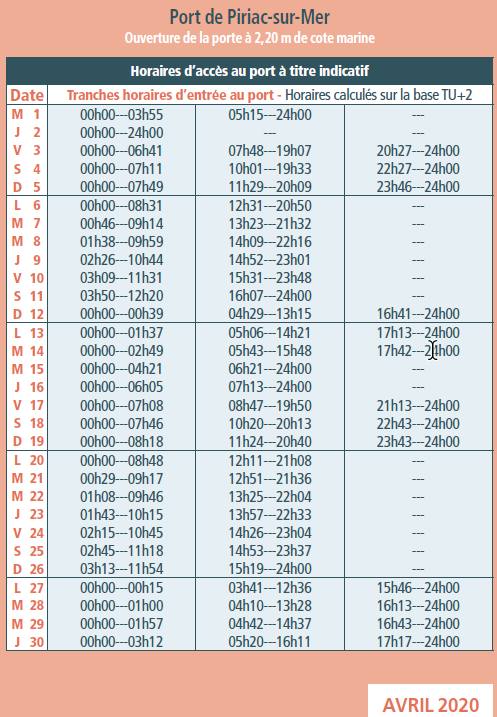 Port de Piriac-sur-Mer
Ouverture de la porte à 2,20 m de cote marine
Horaires d'accès au port à titre indicatif
Date Tranches horaires d'entrée au port - Horaires calculés sur la base TU+2
M 1 00h00---03h55 05h15---24h00 ---
J 2 00h00---24h00 --- ---
V 3 00h00---06h41 07h48---19h07 20h27---24h00
S 4 00h00---07h11 10h01---19h33 22h27---24h00
D 5 00h00---07h49 11h29---20h09 23h46---24h00
L 6 00h00---08h31 12h31---20h50 ---
M 7 00h46---09h14 13h23---21h32 ---
M 8 01h38---09h59 14h09---22h16 ---
J 9 02h26---10h44 14h52---23h01 ---
V 10 03h09---11h31 15h31---23h48 ---
S 11 03h50---12h20 16h07---24h00 ---
D 12 00h00---00h39 04h29---13h15 16h41---24h00
L 13 00h00---01h37 05h06---14h21 17h13---24h00
M 14 00h00---02h49 05h43---15h48 17h42---24h00
M 15 00h00---04h21 06h21---24h00 ---
J 16 00h00---06h05 07h13---24h00 ---
V 17 00h00---07h08 08h47---19h50 21h13---24h00
S 18 00h00---07h46 10h20---20h13 22h43---24h00
D 19 00h00---08h18 11h24---20h40 23h43---24h00
L 20 00h00---08h48 12h11---21h08 ---
M 21 00h29---09h17 12h51---21h36 ---
M 22 01h08---09h46 13h25---22h04 ---
J 23 01h43---10h15 13h57---22h33 ---
V 24 02h15---10h45 14h26---23h04 ---
S 25 02h45---11h18 14h53---23h37 ---
D 26 03h13---11h54 15h19---24h00 ---
L 27 00h00---00h15 03h41---12h36 15h46---24h00
M 28 00h00---01h00 04h10---13h28 16h13---24h00
M 29 00h00---01h57 04h42---14h37 16h43---24h00
J 30 00h00---03h12 05h20---16h11 17h17---24h00
AVRIL 2020